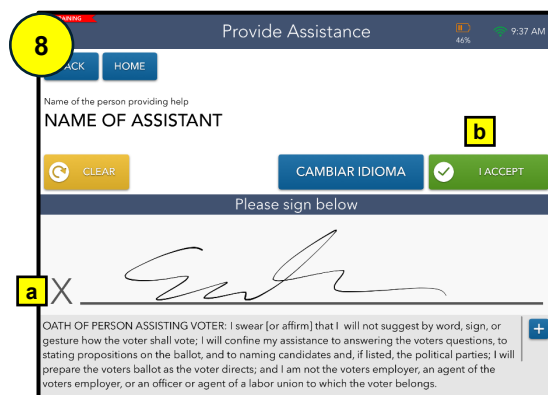 TRAINING
Provide Assistance
46%
9:37 AM
8
ACK
HOME
Name of the person providing help
NAME OF ASSISTANT
b
CLEAR
CAMBIAR IDIOMA
I ACCEPT
Please sign below
a
X
OATH OF PERSON ASSISTING VOTER: I swear [or affirm] that I will not suggest by word, sign, or
gesture how the voter shall vote; I will confine my assistance to answering the voters questions, to
stating propositions on the ballot, and to naming candidates and, if listed, the political parties; I will
prepare the voters ballot as the voter directs; and I am not the voters employer, an agent of the
voters employer, or an officer or agent of a labor union to which the voter belongs.
+